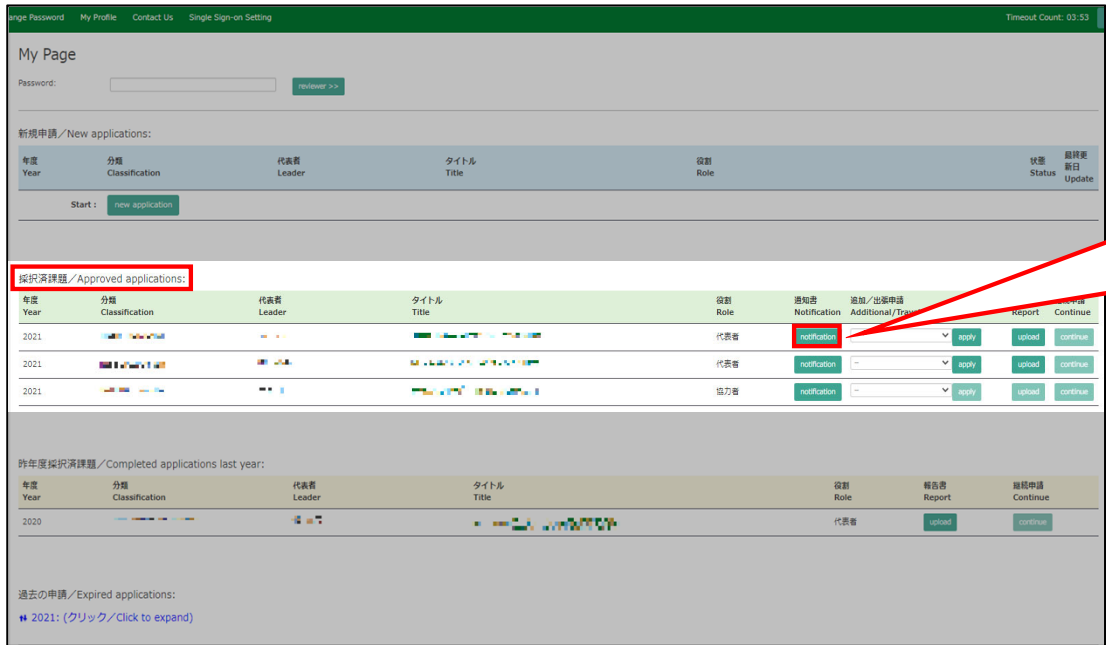 ange Password My Profile Contact Us Single Sign-on Setting Timeout Count: 03:53
My Page
Password: reviewer >>
新規申請／New applications:
年度 分類 代表者 タイトル 役割 状態 最終更新日
Year Classification Leader Title Role Status Update
Start : new application
採択済課題／Approved applications:
年度 分類 代表者 タイトル 役割 通知書 追加／出張申請
Year Classification Leader Title Role Notification Additional/Trave Report Continue
2021 代表者 notification apply upload continue
2021 代表者 notification -- apply upload continue
2021 協力者 notification -- apply upload continue
昨年度採択済課題／Completed applications last year:
年度 分類 代表者 タイトル 役割 報告書 継続申請
Year Classification Leader Title Role Report Continue
2020 代表者 upload continue
過去の申請／Expired applications:
2021: (クリック／Click to expand)